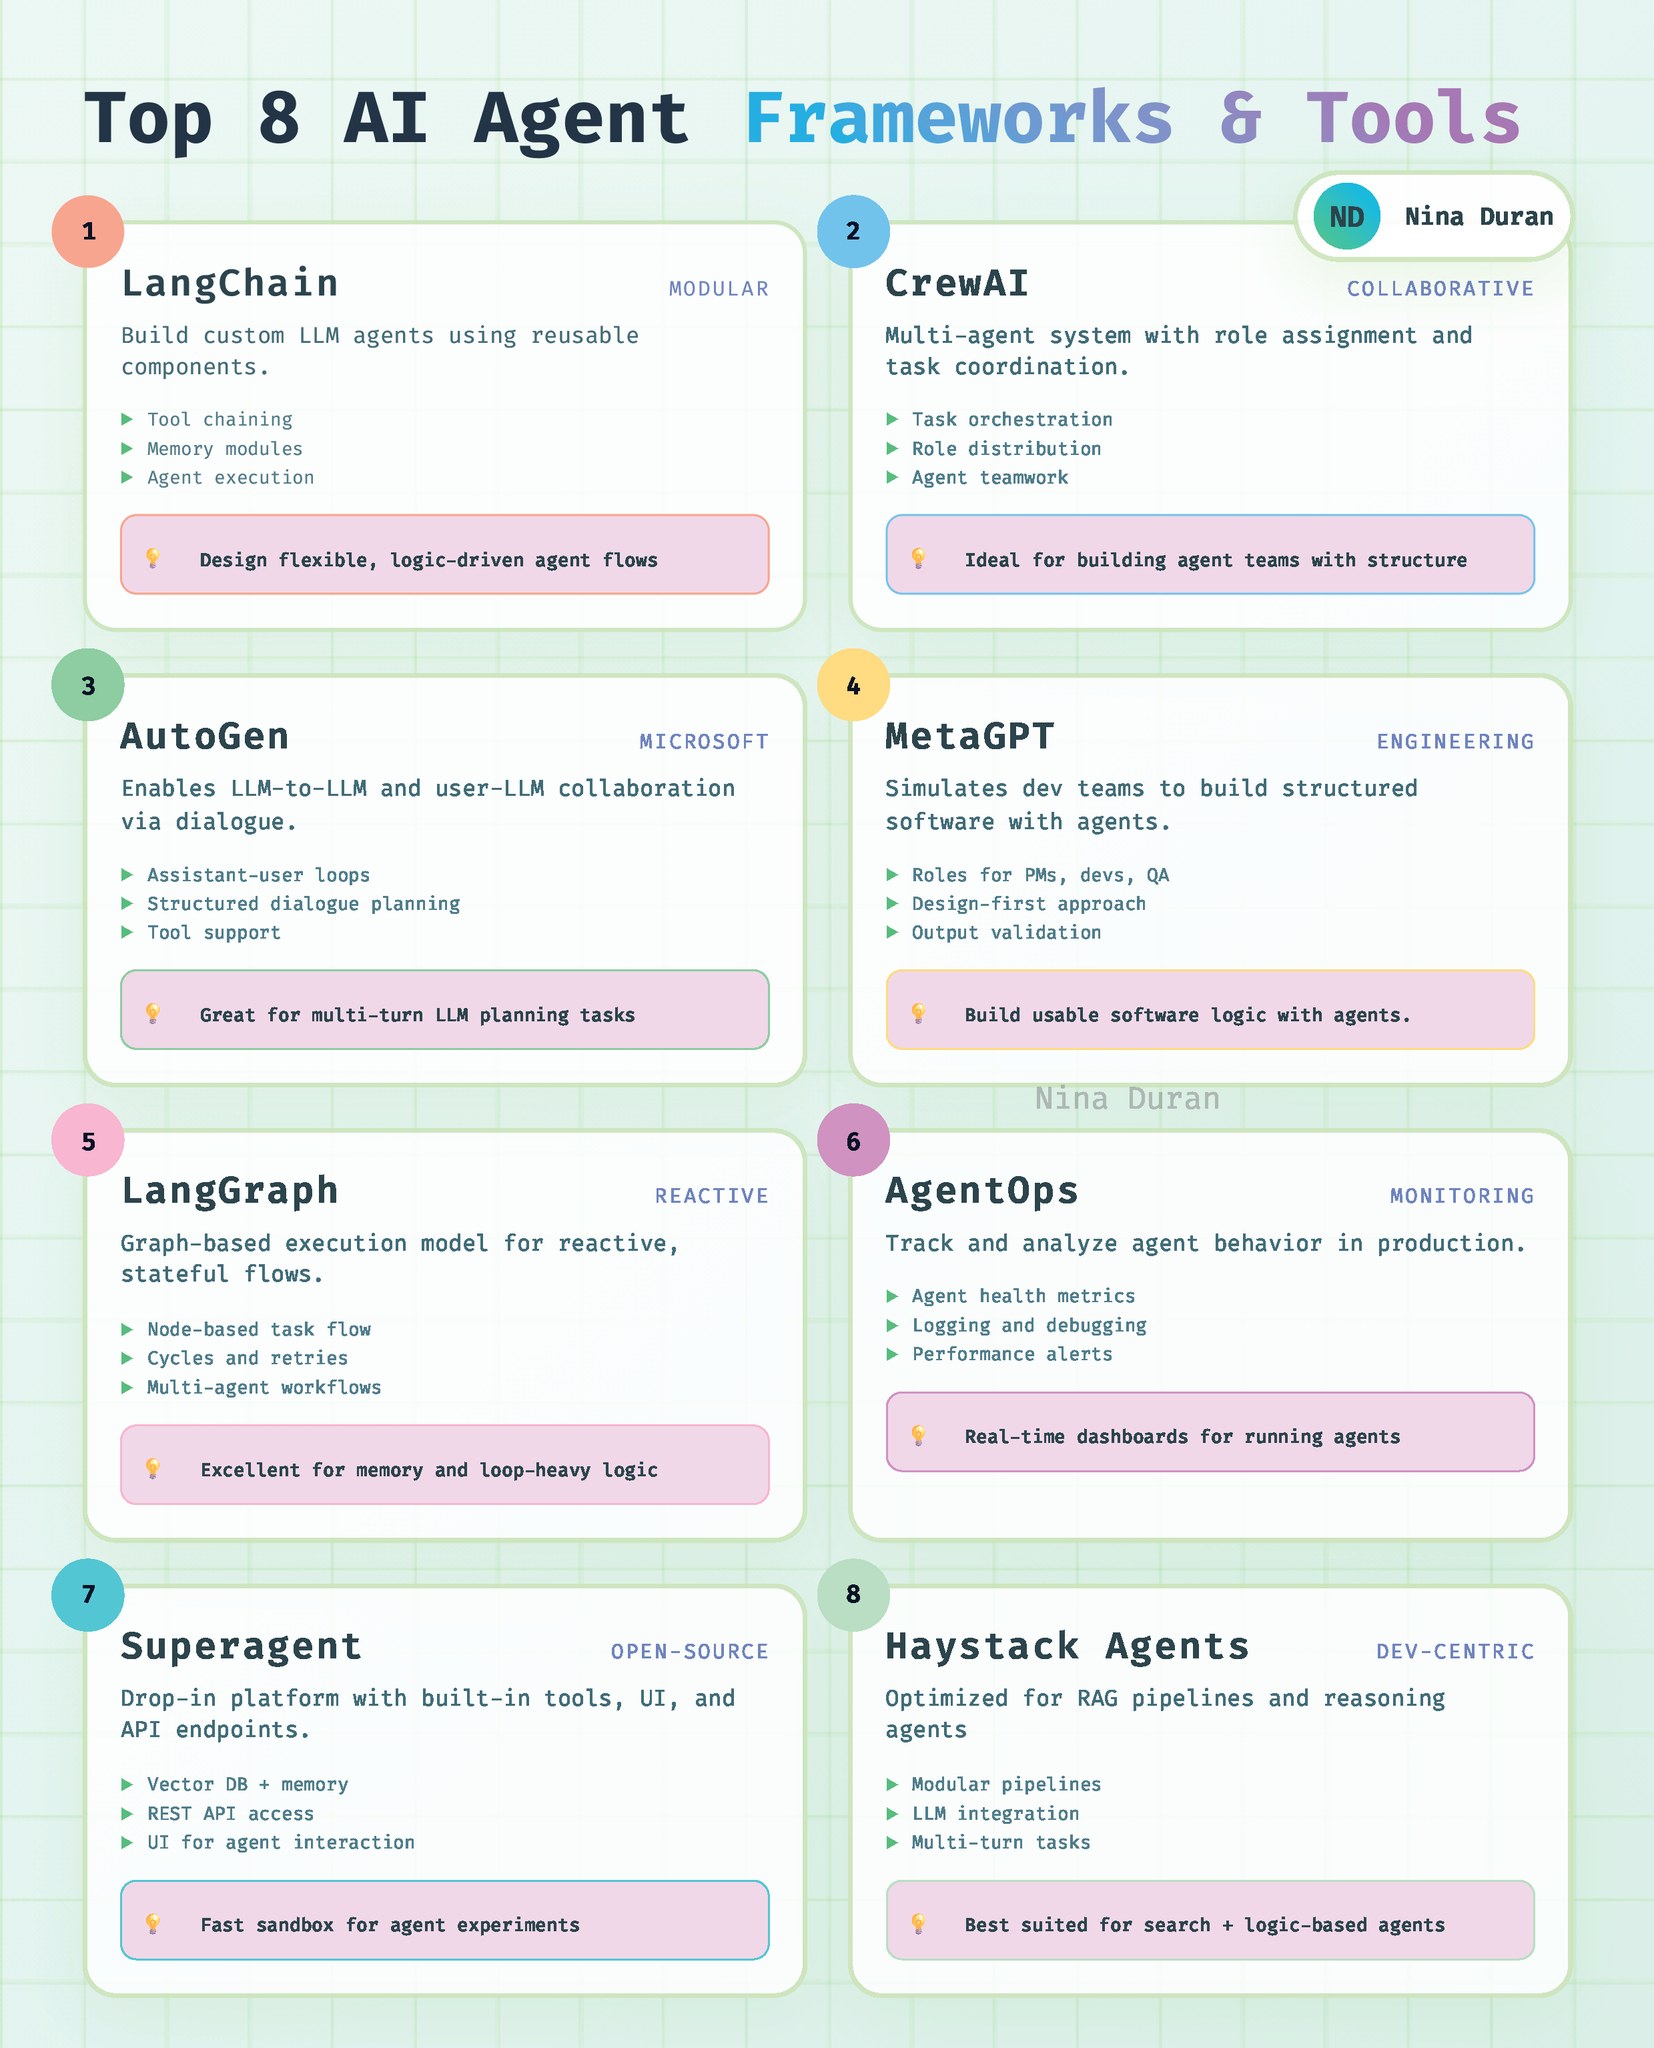 Top 8 AI Agent Frameworks & Tools
ND Nina Duran
1
LangChain
MODULAR
Build custom LLM agents using reusable
components.
▶ Tool chaining
▶ Memory modules
▶ Agent execution
💡 Design flexible, logic-driven agent flows
2
CrewAI
COLLABORATIVE
Multi-agent system with role assignment and
task coordination.
▶ Task orchestration
▶ Role distribution
▶ Agent teamwork
💡 Ideal for building agent teams with structure
3
AutoGen
MICROSOFT
Enables LLM-to-LLM and user-LLM collaboration
via dialogue.
▶ Assistant-user loops
▶ Structured dialogue planning
▶ Tool support
💡 Great for multi-turn LLM planning tasks
4
MetaGPT
ENGINEERING
Simulates dev teams to build structured
software with agents.
▶ Roles for PMs, devs, QA
▶ Design-first approach
▶ Output validation
💡 Build usable software logic with agents.
Nina Duran
5
LangGraph
REACTIVE
Graph-based execution model for reactive,
stateful flows.
▶ Node-based task flow
▶ Cycles and retries
▶ Multi-agent workflows
💡 Excellent for memory and loop-heavy logic
6
AgentOps
MONITORING
Track and analyze agent behavior in production.
▶ Agent health metrics
▶ Logging and debugging
▶ Performance alerts
💡 Real-time dashboards for running agents
7
Superagent
OPEN-SOURCE
Drop-in platform with built-in tools, UI, and
API endpoints.
▶ Vector DB + memory
▶ REST API access
▶ UI for agent interaction
💡 Fast sandbox for agent experiments
8
Haystack Agents
DEV-CENTRIC
Optimized for RAG pipelines and reasoning
agents
▶ Modular pipelines
▶ LLM integration
▶ Multi-turn tasks
💡 Best suited for search + logic-based agents